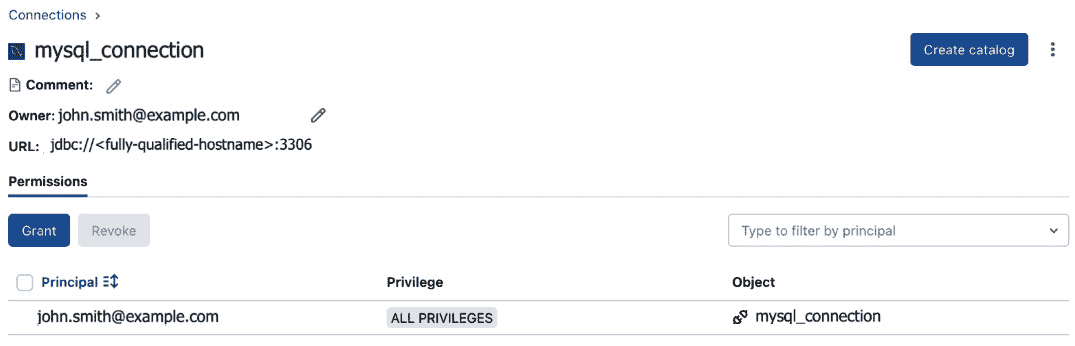 Connections >
mysql_connection
Create catalog
Comment:
Owner: john.smith@example.com
URL: jdbc://<fully-qualified-hostname>:3306
Permissions
Grant
Revoke
Type to filter by principal
Principal
Privilege
Object
john.smith@example.com
ALL PRIVILEGES
mysql_connection